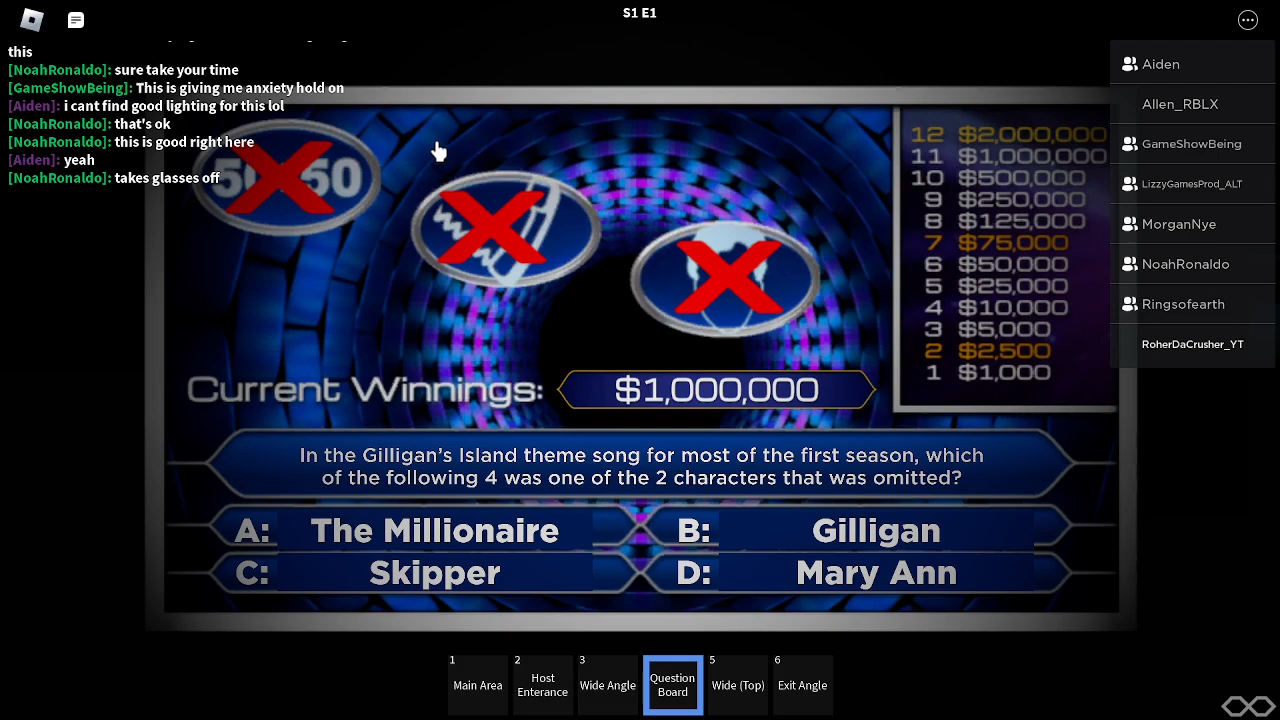 S1 E1
this
[NoahRonaldo]: sure take your time
[GameShowBeing]: This is giving me anxiety hold on
[Aiden]: i cant find good lighting for this lol
[NoahRonaldo]: that's ok
[NoahRonaldo]: this is good right here
[Aiden]: yeah
[NoahRonaldo]: takes glasses off
Aiden
Allen_RBLX
GameShowBeing
LizzyGamesProd_ALT
MorganNye
NoahRonaldo
Ringsofearth
RoherDaCrusher_YT
12 $2,000,000
11 $1,000,000
10 $500,000
9 $250,000
8 $125,000
7 $75,000
6 $50,000
5 $25,000
4 $10,000
3 $5,000
2 $2,500
1 $1,000
Current Winnings: $1,000,000
In the Gilligan's Island theme song for most of the first season, which
of the following 4 was one of the 2 characters that was omitted?
A: The Millionaire
B: Gilligan
C: Skipper
D: Mary Ann
1 Main Area
2 Host
Enterance
3 Wide Angle
Question
Board
5 Wide (Top)
6 Exit Angle